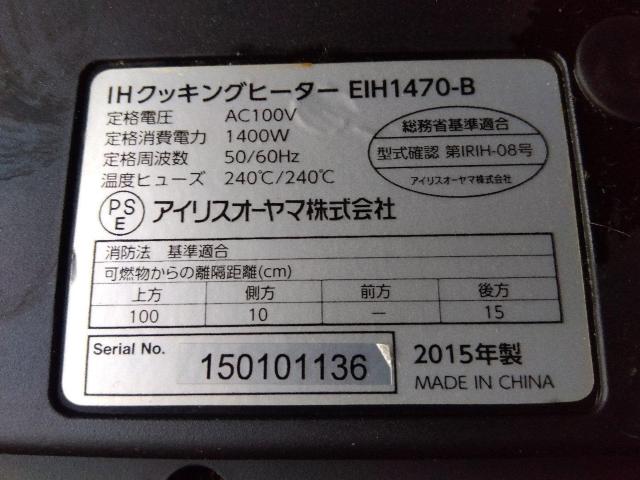 IHクッキングヒーター EIH1470-B
定格電圧 AC100V
定格消費電力 1400W
定格周波数 50/60Hz
温度ヒューズ 240℃/240℃
総務省基準適合
型式確認 第IRIH-08号
アイリスオーヤマ株式会社
PS
E
アイリスオーヤマ株式会社
消防法 基準適合
可燃物からの離隔距離(cm)
上方 側方 前方 後方
100 10 — 15
Serial No. 150101136
2015年製
MADE IN CHINA